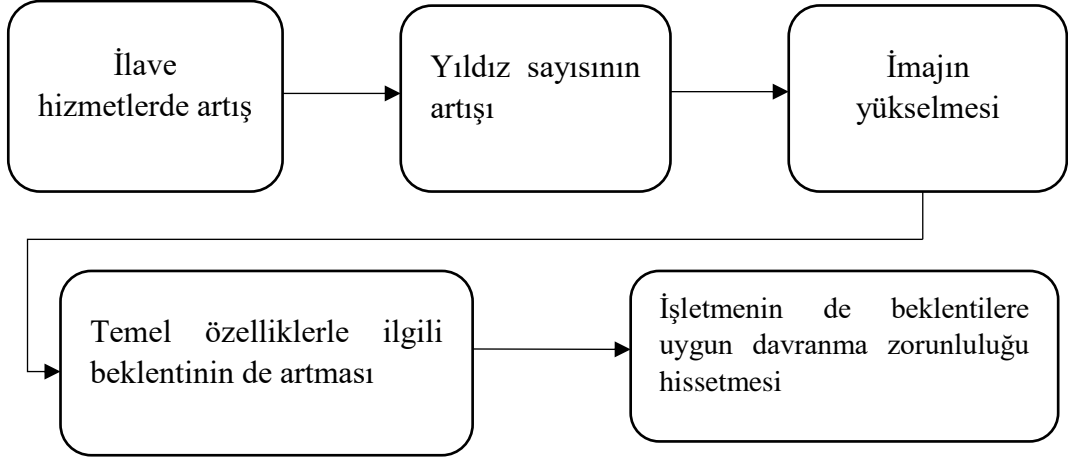 İlave
hizmetlerde artış
Yıldız sayısının
artışı
İmajın
yükselmesi
Temel özelliklerle ilgili
beklentinin de artması
İşletmenin de beklentilere
uygun davranma zorunluluğu
hissetmesi